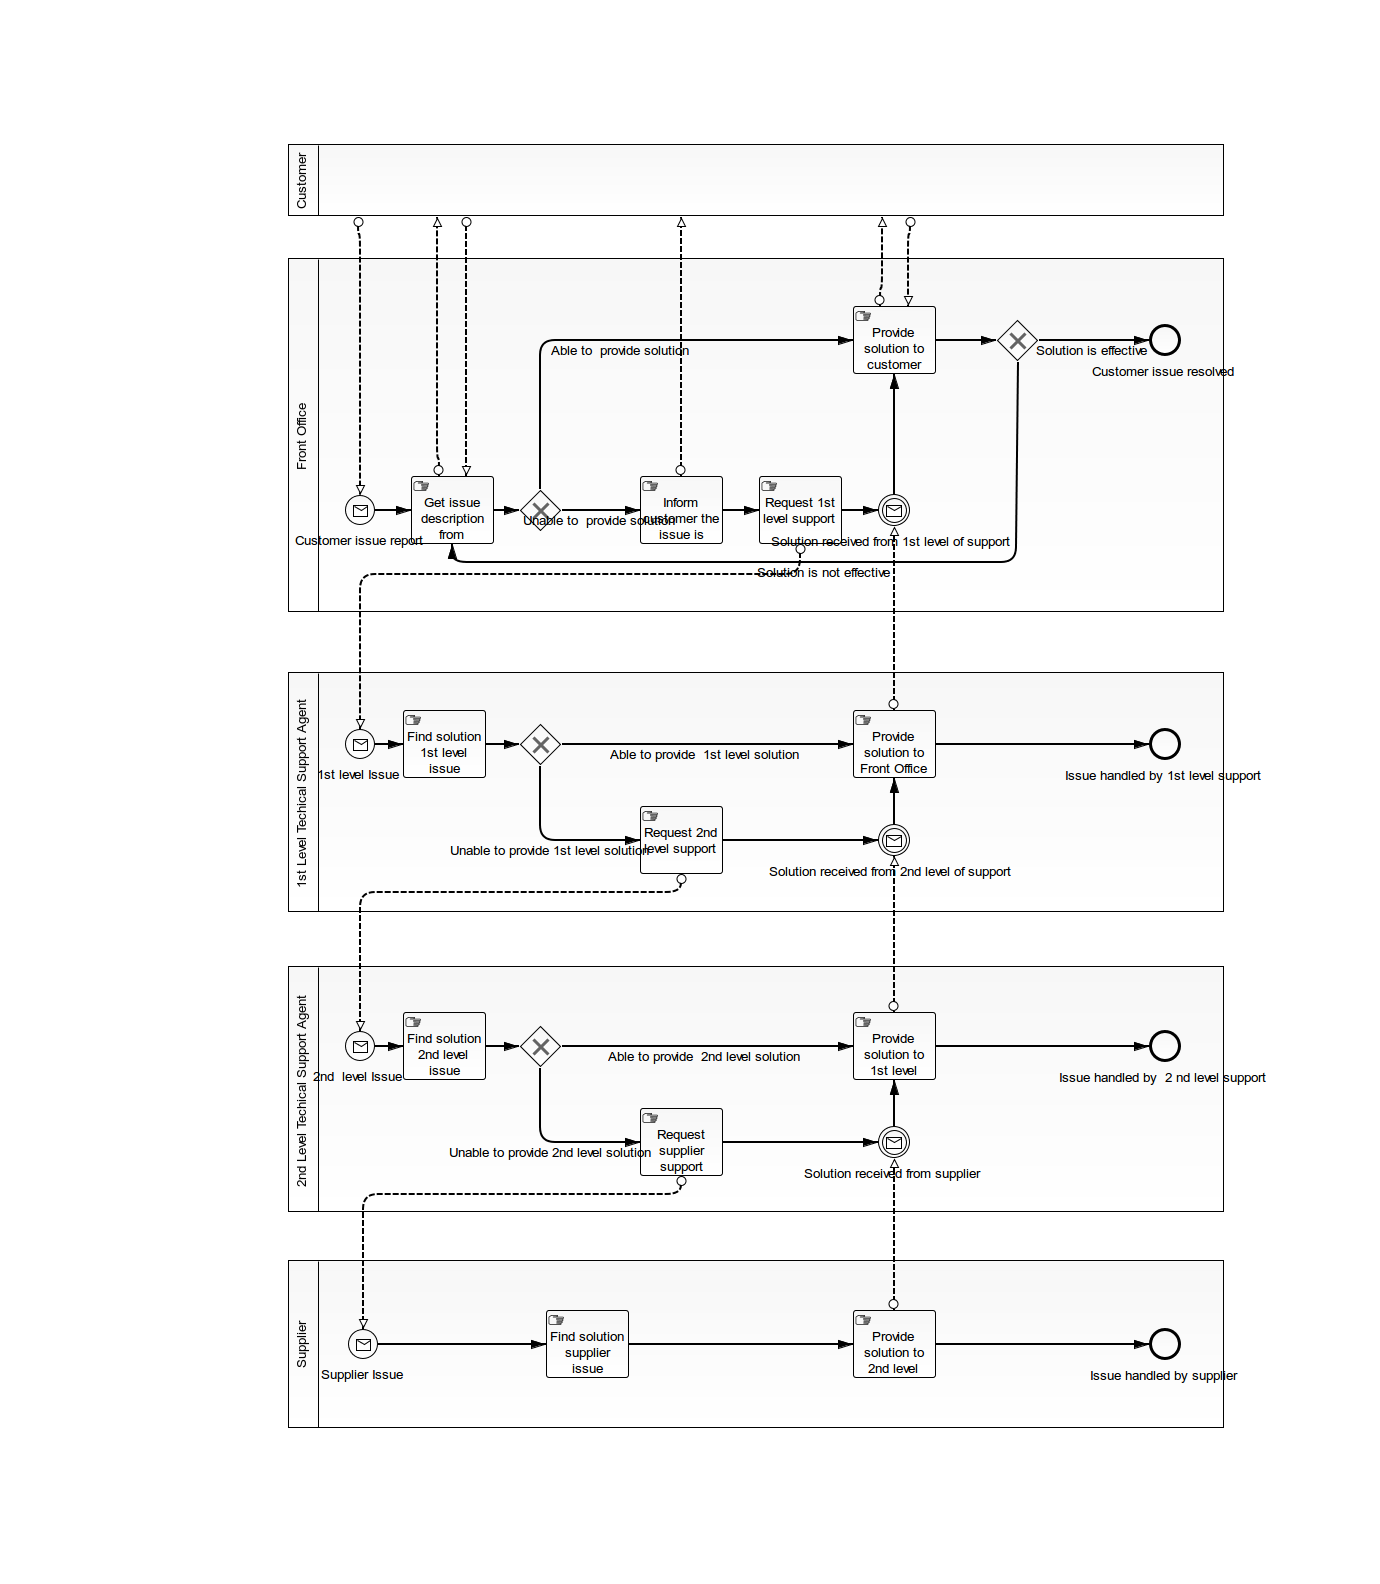 Customer
Front Office
Provide
solution to
customer
Able to  provide solution
Solution is effective
Customer issue resolved
Get issue
description
from
Unable to  provide solution
Inform
customer the
issue is
Request 1st
level support
Customer issue report
Solution received from 1st level of support
Solution is not effective
1st Level Techical Support Agent
Find solution
1st level
issue
Able to provide  1st level solution
Provide
solution to
Front Office
1st level Issue
Issue handled by 1st level support
Request 2nd
level support
Unable to provide 1st level solution
Solution received from 2nd level of support
2nd Level Techical Support Agent
Find solution
2nd level
issue
Able to provide  2nd level solution
Provide
solution to
1st level
2nd  level Issue
Issue handled by  2 nd level support
Request
supplier
support
Unable to provide 2nd level solution
Solution received from supplier
Supplier
Find solution
supplier
issue
Provide
solution to
2nd level
Supplier Issue
Issue handled by supplier